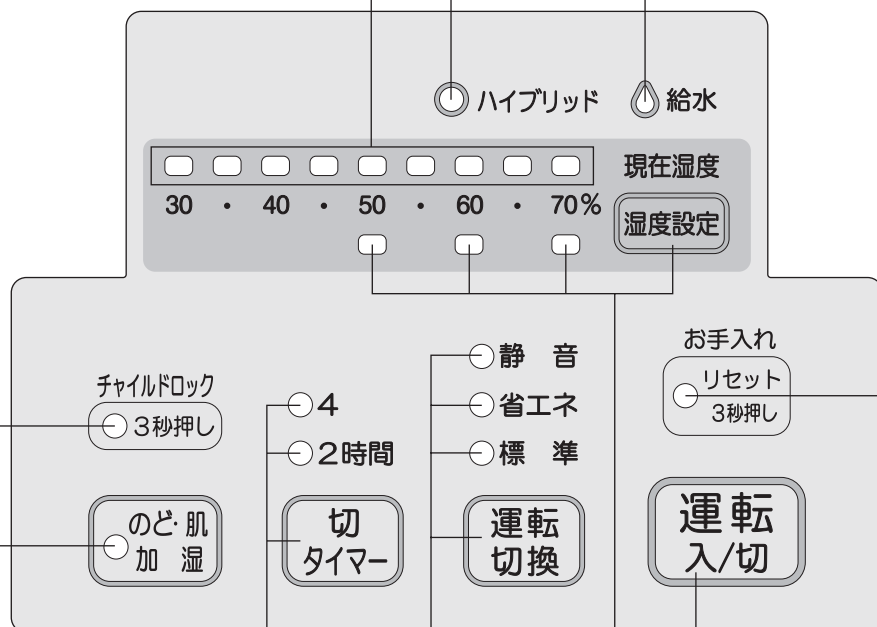 ハイブリッド 給水
現在湿度
30 ・ 40 ・ 50 ・ 60 ・ 70%
湿度設定
お手入れ
リセット
3秒押し
チャイルドロック
3秒押し
4
2時間
静 音
省エネ
標 準
のど・肌
加 湿
切
タイマー
運転
切換
運転
入/切